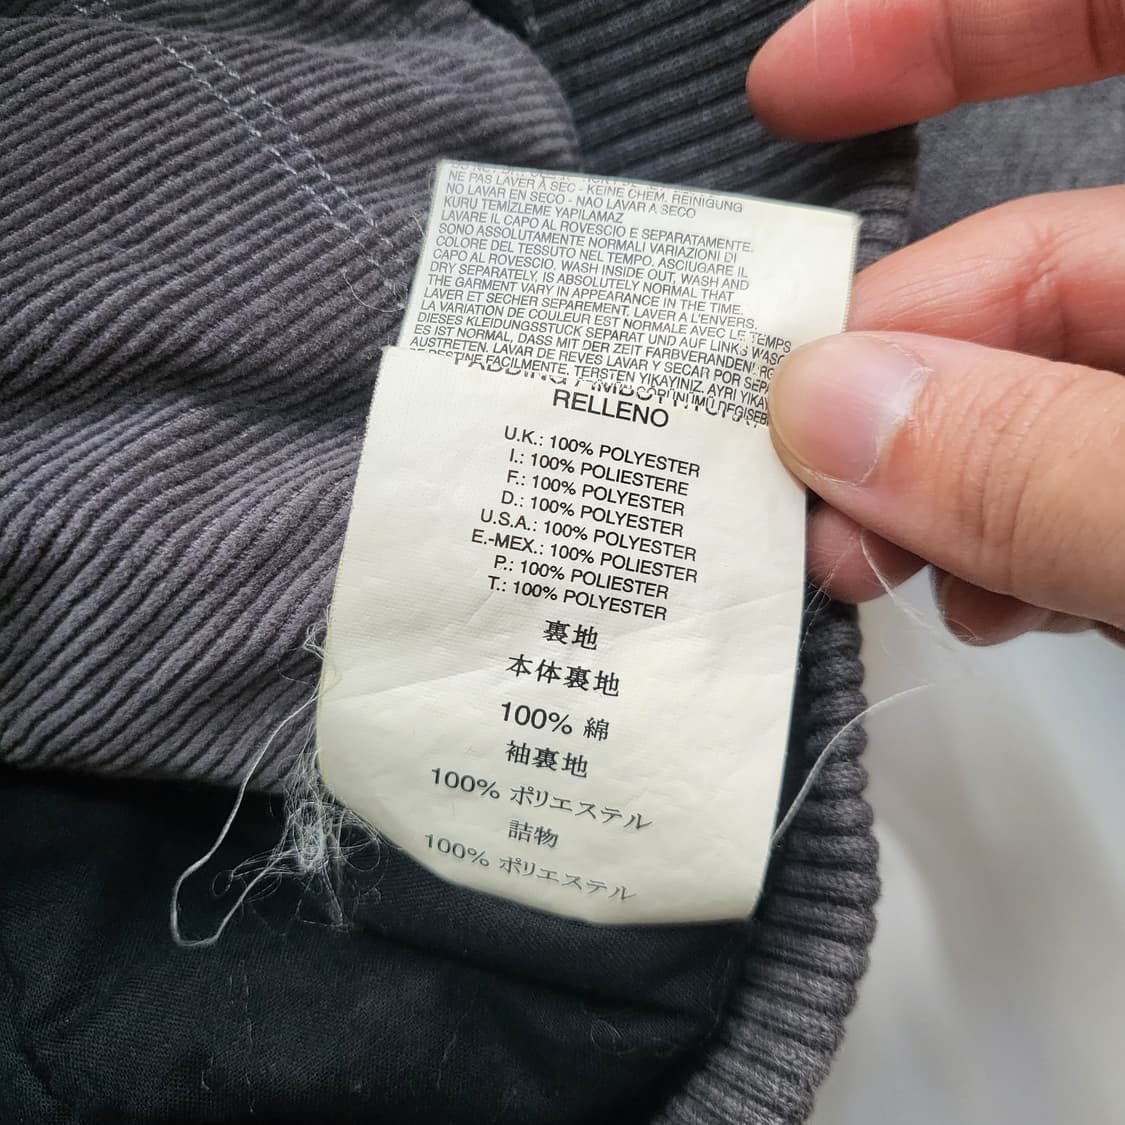 NE PAS LAVER À SEC - KEINE CHEM. REINIGUNG
NO LAVAR EN SECO - NAO LAVAR A SECO
KURU TEMİZLEME YAPILAMAZ
LAVARE IL CAPO AL ROVESCIO E SEPARATAMENTE.
SONO ASSOLUTAMENTE NORMALI VARIAZIONI DI
COLORE DEL TESSUTO NEL TEMPO. ASCIUGARE IL
CAPO AL ROVESCIO. WASH INSIDE OUT, WASH AND
DRY SEPARATELY, IS ABSOLUTELY NORMAL THAT
THE GARMENT VARY IN APPEARANCE IN THE TIME.
LAVER ET SECHER SEPAREMENT, LAVER A L'ENVERS,
LA VARIATION DE COULEUR EST NORMALE AVEC LE TEMPS
DIESES KLEIDUNGSSTUCK SEPARAT UND AUF LINKS
ES IST NORMAL, DASS MIT DER ZEIT
AUSTRETEN. LAVAR DE REVES LAVAR Y SECAR POR
FACILMENTE. TERSTEN YIKAYINIZ, AYRI
RELLENO
U.K.: 100% POLYESTER
I.: 100% POLIESTERE
F.: 100% POLYESTER
D.: 100% POLYESTER
U.S.A.: 100% POLYESTER
E.-MEX.: 100% POLIESTER
P.: 100% POLIESTER
T.: 100% POLYESTER
裏地
本体裏地
100% 綿
袖裏地
100% ポリエステル
詰物
100% ポリエステル